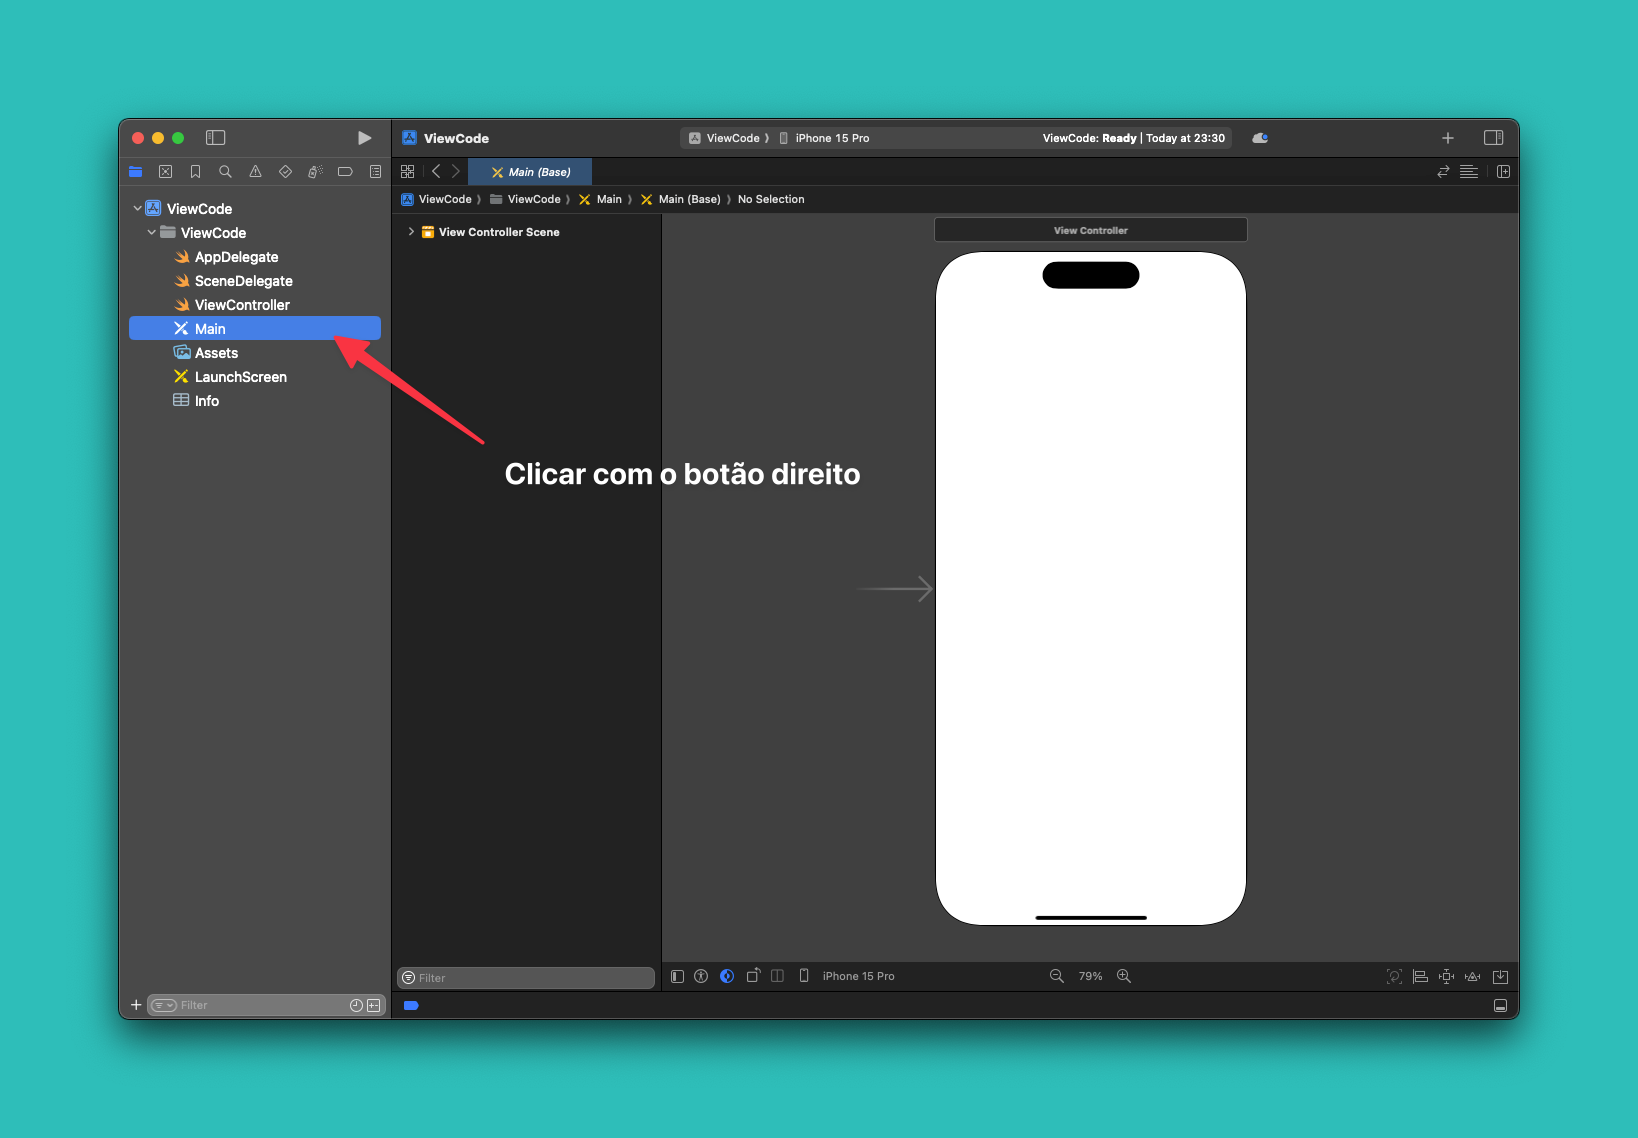 ViewCode
ViewCode ⟩ iPhone 15 Pro
ViewCode: Ready | Today at 23:30
Main (Base)
ViewCode ⟩ ViewCode ⟩ Main ⟩ Main (Base) ⟩ No Selection
ViewCode
ViewCode
AppDelegate
SceneDelegate
ViewController
Main
Assets
LaunchScreen
Info
View Controller Scene
View Controller
Clicar com o botão direito
Filter
iPhone 15 Pro
79%
Filter